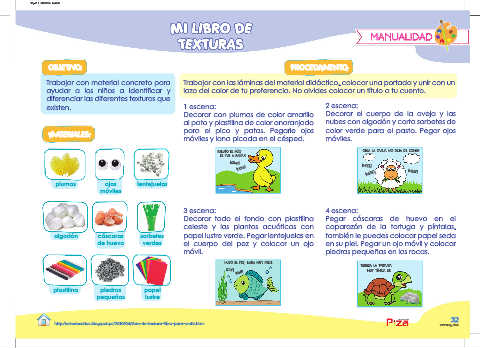 MI LIBRO DE
TEXTURAS
MANUALIDAD
OBJETIVO:
Trabajar con material concreto para
ayudar a los niños a identificar y
diferenciar las diferentes texturas que
existen.
MATERIALES:
plumas
ojos
móviles
lentejuelas
algodón
cáscaras
de huevo
sorbetes
verdes
plastilina
piedras
pequeñas
papel
lustre
PROCEDIMIENTO:
Trabajar con las láminas del material didáctico, colocar una portada y unir con un
lazo del color de tu preferencia. No olvides colocar un título a tu cuento.
1 escena:
Decorar con plumas de color amarillo
al pato y plastilina de color anaranjado
para el pico y patas. Pegarle ojos
móviles y lana picada en el césped.
2 escena:
Decorar el cuerpo de la oveja y las
nubes con algodón y corta sorbetes de
color verde para el pasto. Pegar ojos
móviles.
3 escena:
Decorar todo el fondo con plastilina
celeste y las plantas acuáticas con
papel lustre verde. Pegar lentejuelas en
el cuerpo del pez y colocar un ojo
móvil.
4 escena:
Pegar cáscaras de huevo en el
caparazón de la tortuga y píntalas,
también le puedes colocar papel seda
en su piel. Pegar un ojo móvil y colocar
piedras pequeñas en las rocas.
32